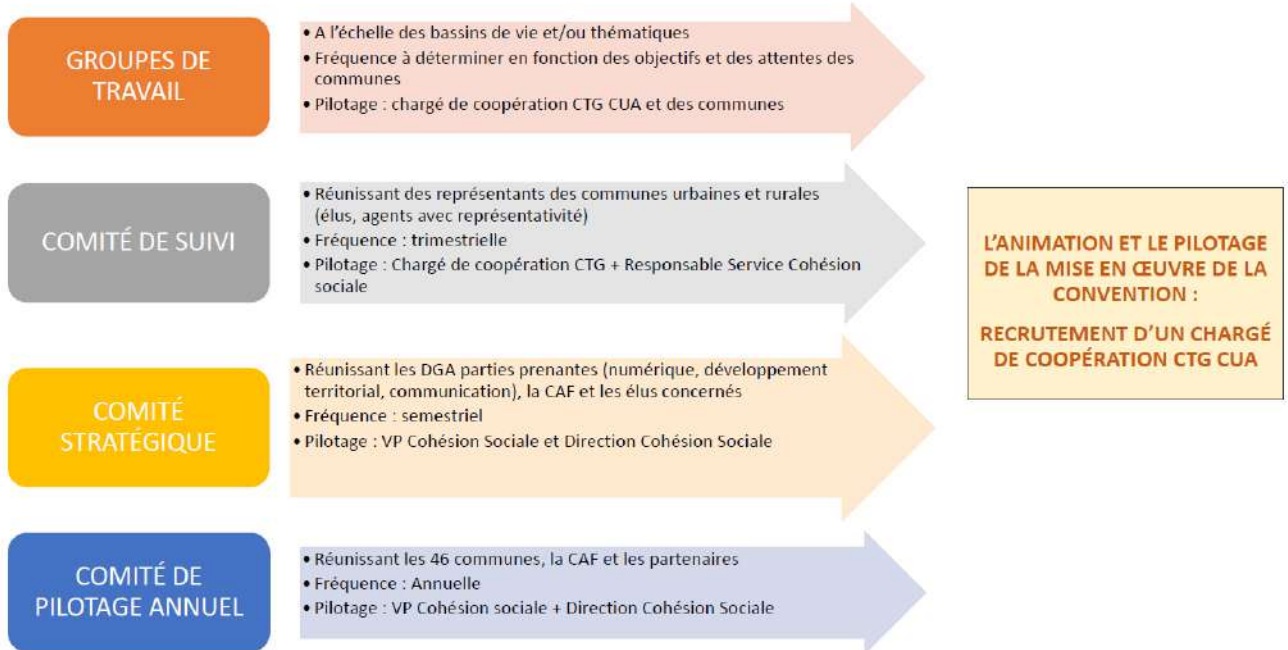 GROUPES DE
TRAVAIL
• A l'échelle des bassins de vie et/ou thématiques
• Fréquence à déterminer en fonction des objectifs et des attentes des
communes
• Pilotage : chargé de coopération CTG CUA et des communes
COMITÉ DE SUIVI
• Réunissant des représentants des communes urbaines et rurales
(élus, agents avec représentativité)
• Fréquence : trimestrielle
• Pilotage : Chargé de coopération CTG + Responsable Service Cohésion
sociale
COMITÉ
STRATÉGIQUE
• Réunissant les DGA parties prenantes (numérique, développement
territorial, communication), la CAF et les élus concernés
• Fréquence : semestriel
• Pilotage : VP Cohésion Sociale et Direction Cohésion Sociale
COMITÉ DE
PILOTAGE ANNUEL
• Réunissant les 46 communes, la CAF et les partenaires
• Fréquence : Annuelle
• Pilotage : VP Cohésion sociale + Direction Cohésion Sociale
L'ANIMATION ET LE PILOTAGE
DE LA MISE EN ŒUVRE DE LA
CONVENTION :
RECRUTEMENT D'UN CHARGÉ
DE COOPÉRATION CTG CUA